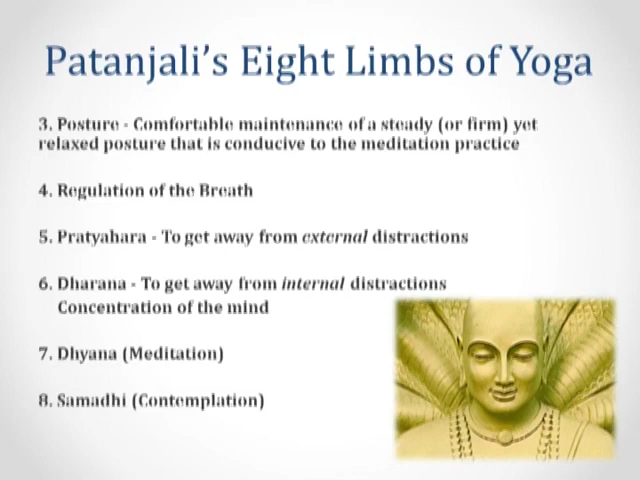 Patanjali's Eight Limbs of Yoga
3. Posture - Comfortable maintenance of a steady (or firm) yet
relaxed posture that is conducive to the meditation practice
4. Regulation of the Breath
5. Pratyahara - To get away from external distractions
6. Dharana - To get away from internal distractions
Concentration of the mind
7. Dhyana (Meditation)
8. Samadhi (Contemplation)